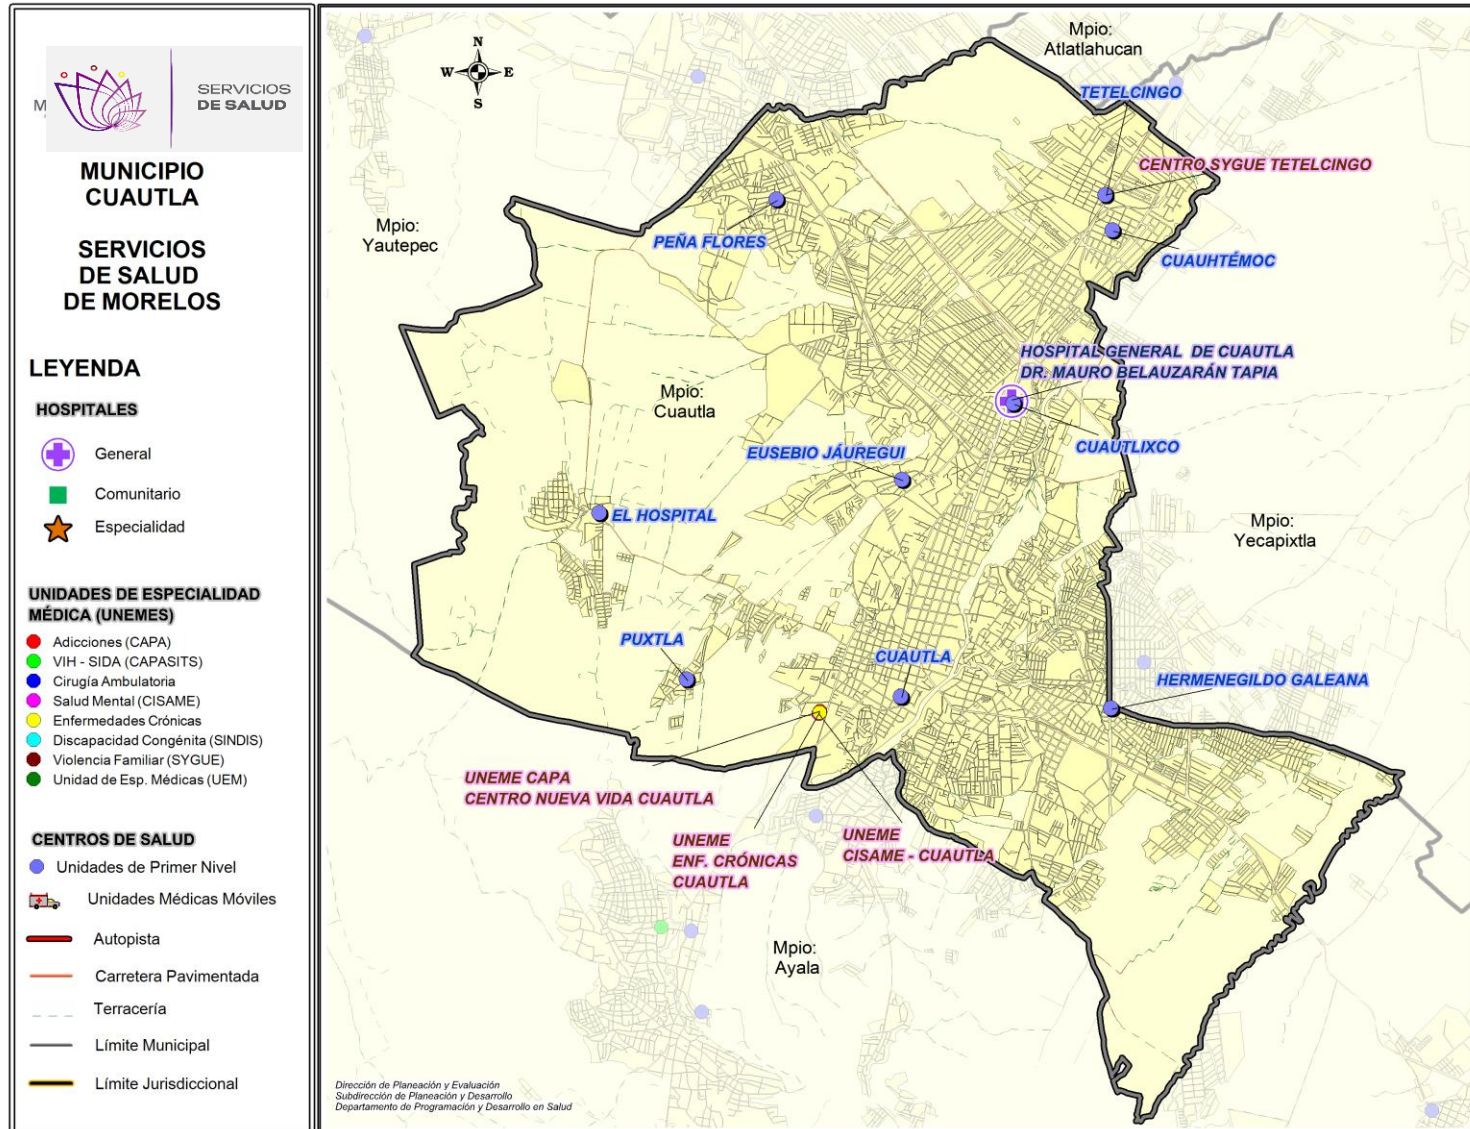 M
SERVICIOS
DE SALUD
MUNICIPIO
CUAUTLA
SERVICIOS
DE SALUD
DE MORELOS
LEYENDA
HOSPITALES
General
Comunitario
Especialidad
UNIDADES DE ESPECIALIDAD
MÉDICA (UNEMES)
Adicciones (CAPA)
VIH - SIDA (CAPASITS)
Cirugía Ambulatoria
Salud Mental (CISAME)
Enfermedades Crónicas
Discapacidad Congénita (SINDIS)
Violencia Familiar (SYGUE)
Unidad de Esp. Médicas (UEM)
CENTROS DE SALUD
Unidades de Primer Nivel
Unidades Médicas Móviles
Autopista
Carretera Pavimentada
Terracería
Límite Municipal
Límite Jurisdiccional
N
W E
S
Mpio:
Atlatlahucan
TETELCINGO
CENTRO SYGUE TETELCINGO
Mpio:
Yautepec
PEÑA FLORES
CUAUHTÉMOC
HOSPITAL GENERAL DE CUAUTLA
DR. MAURO BELAUZARÁN TAPIA
Mpio:
Cuautla
CUAUTLIXCO
EUSEBIO JÁUREGUI
EL HOSPITAL
Mpio:
Yecapixtla
PUXTLA
CUAUTLA
HERMENEGILDO GALEANA
UNEME CAPA
CENTRO NUEVA VIDA CUAUTLA
UNEME
ENF. CRÓNICAS
CUAUTLA
UNEME
CISAME - CUAUTLA
Mpio:
Ayala
Dirección de Planeación y Evaluación
Subdirección de Planeación y Desarrollo
Departamento de Programación y Desarrollo en Salud